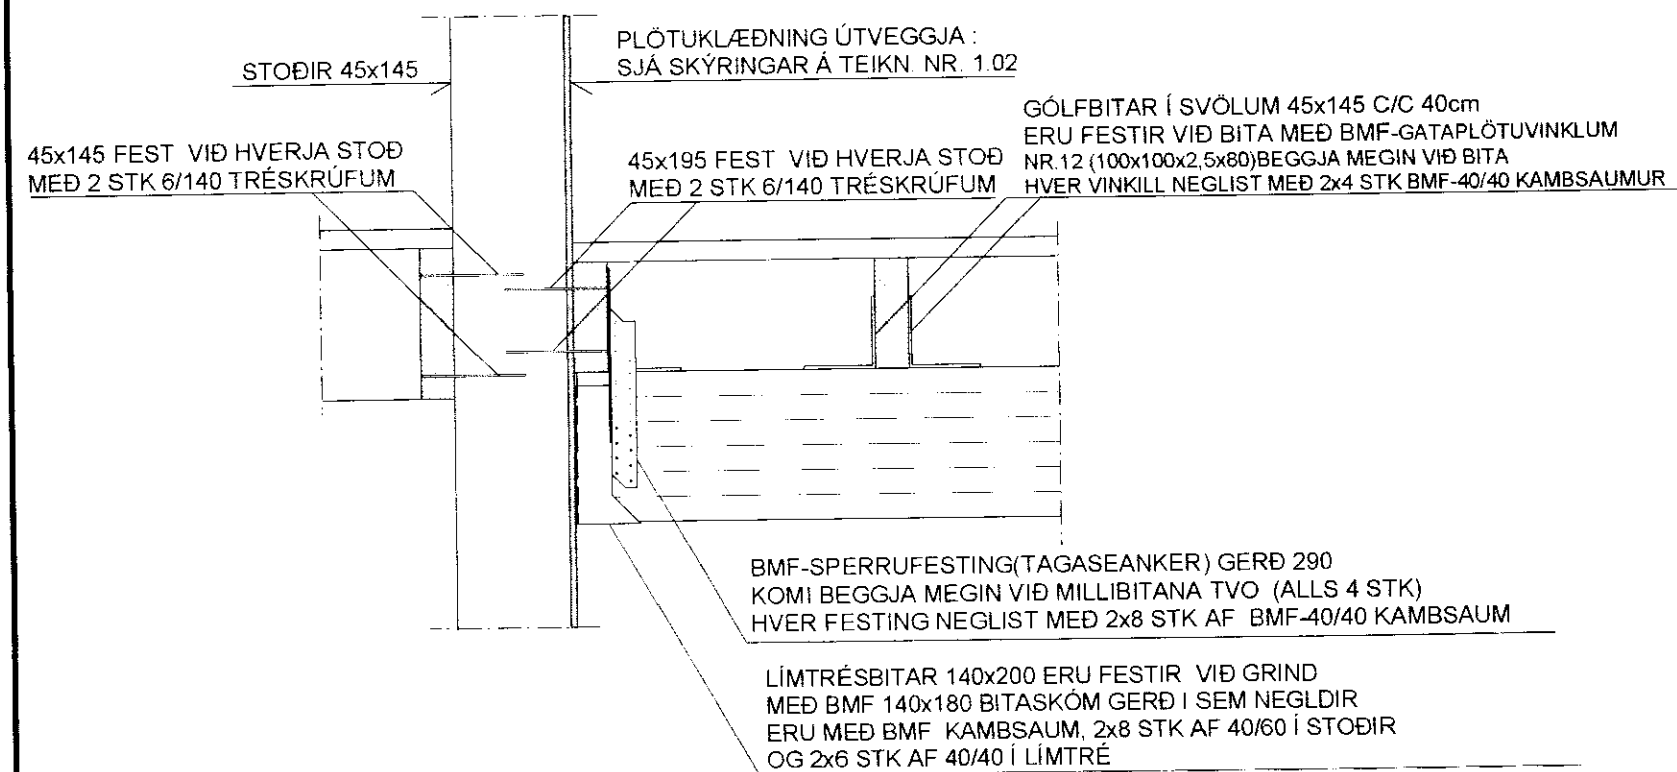 PLÖTUKLÆÐNING ÚTVEGGJA :
SJÁ SKÝRINGAR Á TEIKN. NR. 1.02
STOÐIR 45x145
GÓLFBITAR Í SVÖLUM 45x145 C/C 40cm
ERU FESTIR VIÐ BITA MEÐ BMF-GATAPLÖTUVINKLUM
NR.12 (100x100x2,5x80)BEGGJA MEGIN VIÐ BITA
HVER VINKILL NEGLIST MEÐ 2x4 STK BMF-40/40 KAMBSAUMUR
45x145 FEST VIÐ HVERJA STOÐ
MEÐ 2 STK 6/140 TRÉSKRÚFUM
45x195 FEST VIÐ HVERJA STOÐ
MEÐ 2 STK 6/140 TRÉSKRÚFUM
BMF-SPERRUFESTING(TAGASEANKER) GERÐ 290
KOMI BEGGJA MEGIN VIÐ MILLIBITANA TVO (ALLS 4 STK)
HVER FESTING NEGLIST MEÐ 2x8 STK AF BMF-40/40 KAMBSAUM
LÍMTRÉSBITAR 140x200 ERU FESTIR VIÐ GRIND
MEÐ BMF 140x180 BITASKÓM GERÐ I SEM NEGLDIR
ERU MEÐ BMF KAMBSAUM, 2x8 STK AF 40/60 Í STOÐIR
OG 2x6 STK AF 40/40 Í LÍMTRÉ